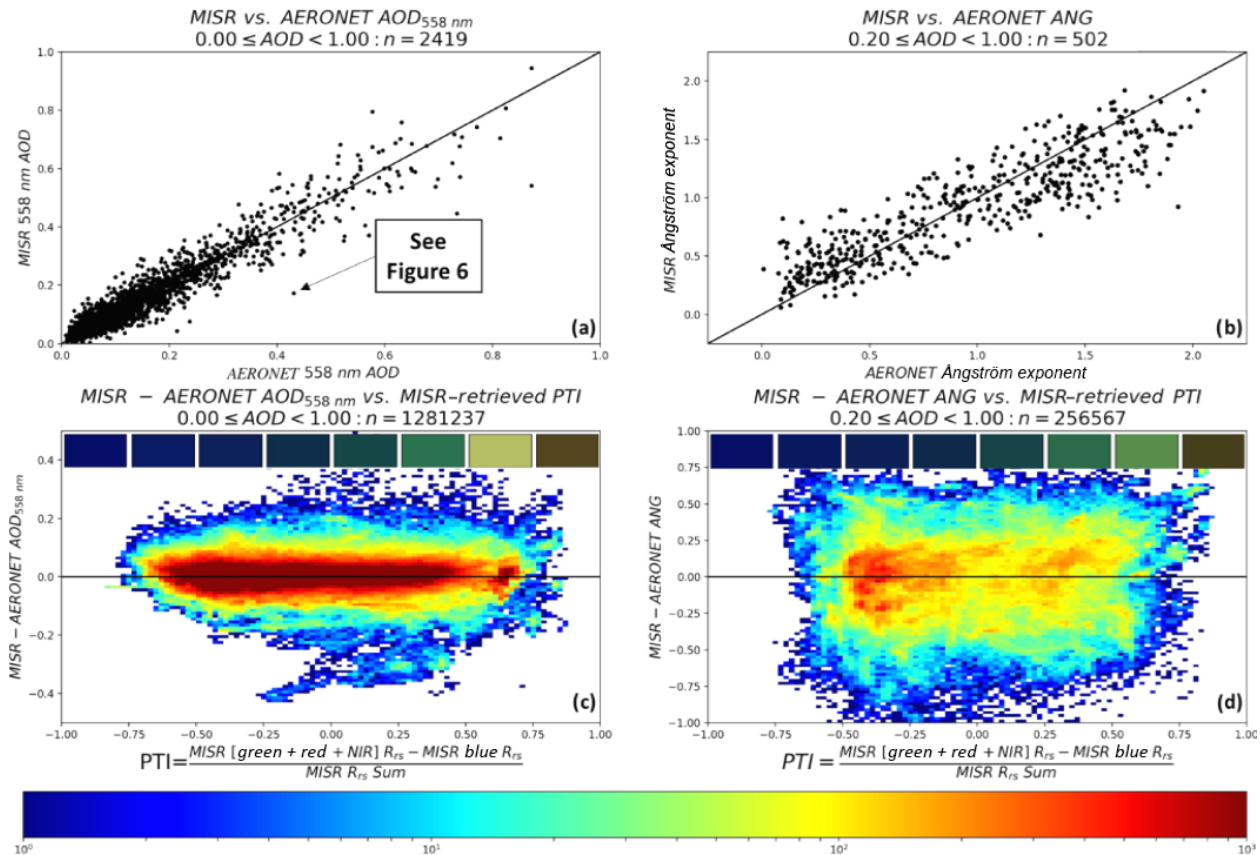 MISR vs. AERONET AOD558 nm
0.00 ≤ AOD < 1.00 : n = 2419
1.0
0.8
0.6
0.4
0.2
0.0
MISR 558 nm AOD
See
Figure 6
(a)
0.0 0.2 0.4 0.6 0.8 1.0
AERONET 558 nm AOD
MISR vs. AERONET ANG
0.20 ≤ AOD < 1.00 : n = 502
2.0
1.5
1.0
0.5
0.0
MISR Ångström exponent
(b)
0.0 0.5 1.0 1.5 2.0
AERONET Ångström exponent
MISR − AERONET AOD558 nm vs. MISR–retrieved PTI
0.00 ≤ AOD < 1.00 : n = 1281237
0.4
0.2
0.0
−0.2
−0.4
MISR − AERONET AOD558 nm
(c)
−1.00 −0.75 −0.50 −0.25 0.00 0.25 0.50 0.75 1.00
PTI= MISR [green + red + NIR] Rrs − MISR blue Rrs
MISR Rrs Sum
MISR − AERONET ANG vs. MISR–retrieved PTI
0.20 ≤ AOD < 1.00 : n = 256567
1.00
0.75
0.50
0.25
0.00
−0.25
−0.50
−0.75
−1.00
MISR − AERONET ANG
(d)
−1.00 −0.75 −0.50 −0.25 0.00 0.25 0.50 0.75 1.00
PTI = MISR [green + red + NIR] Rrs − MISR blue Rrs
MISR Rrs Sum
10⁰ 10¹ 10² 10³